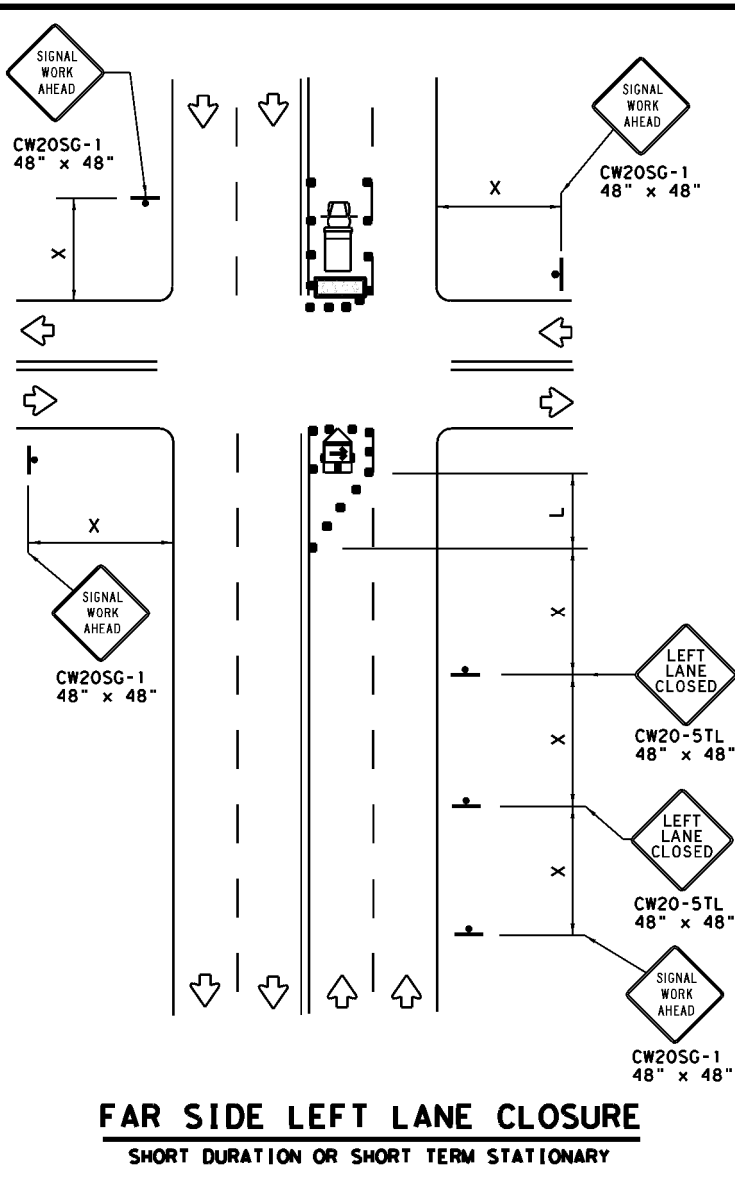 SIGNAL
WORK
AHEAD
CW20SG-1
48" x 48"
SIGNAL
WORK
AHEAD
CW20SG-1
48" x 48"
X
X
X
SIGNAL
WORK
AHEAD
CW20SG-1
48" x 48"
L
X
LEFT
LANE
CLOSED
CW20-5TL
48" x 48"
X
LEFT
LANE
CLOSED
CW20-5TL
48" x 48"
X
SIGNAL
WORK
AHEAD
CW20SG-1
48" x 48"
FAR SIDE LEFT LANE CLOSURE
SHORT DURATION OR SHORT TERM STATIONARY